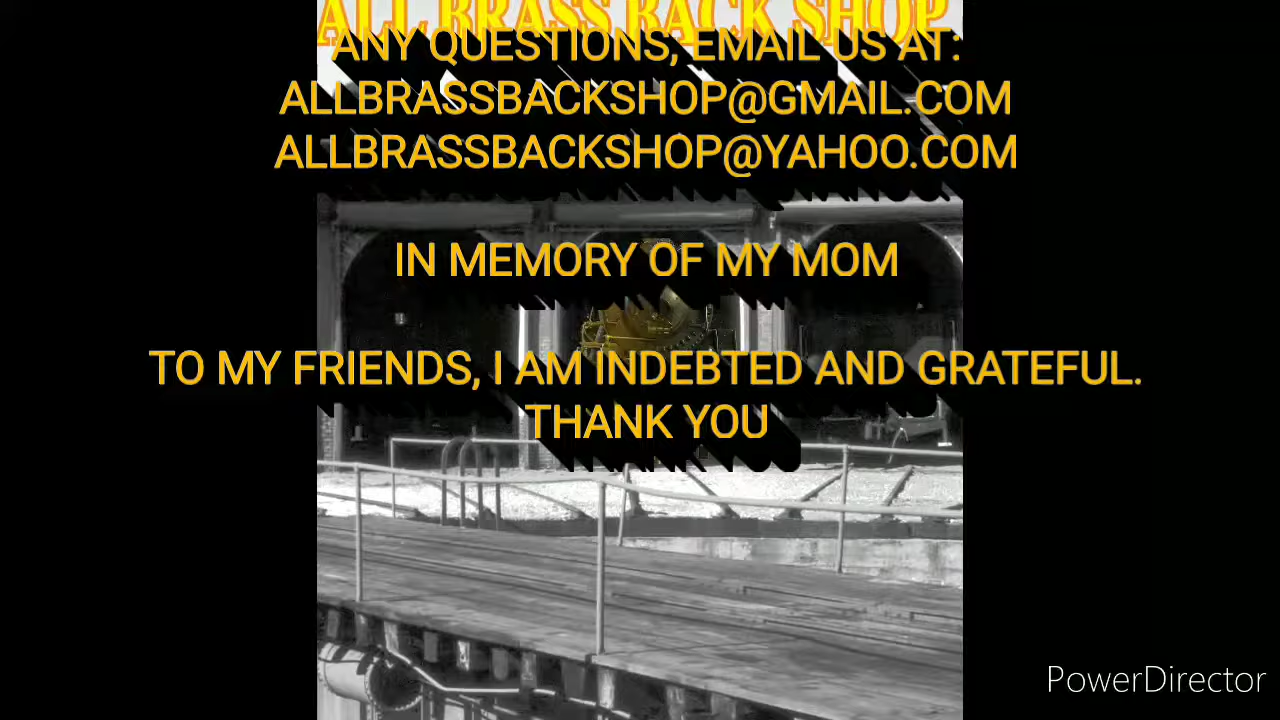 ALL BRASS BACK SHOP
ANY QUESTIONS, EMAIL US AT:
ALLBRASSBACKSHOP@GMAIL.COM
ALLBRASSBACKSHOP@YAHOO.COM
IN MEMORY OF MY MOM
TO MY FRIENDS, I AM INDEBTED AND GRATEFUL.
THANK YOU
PowerDirector